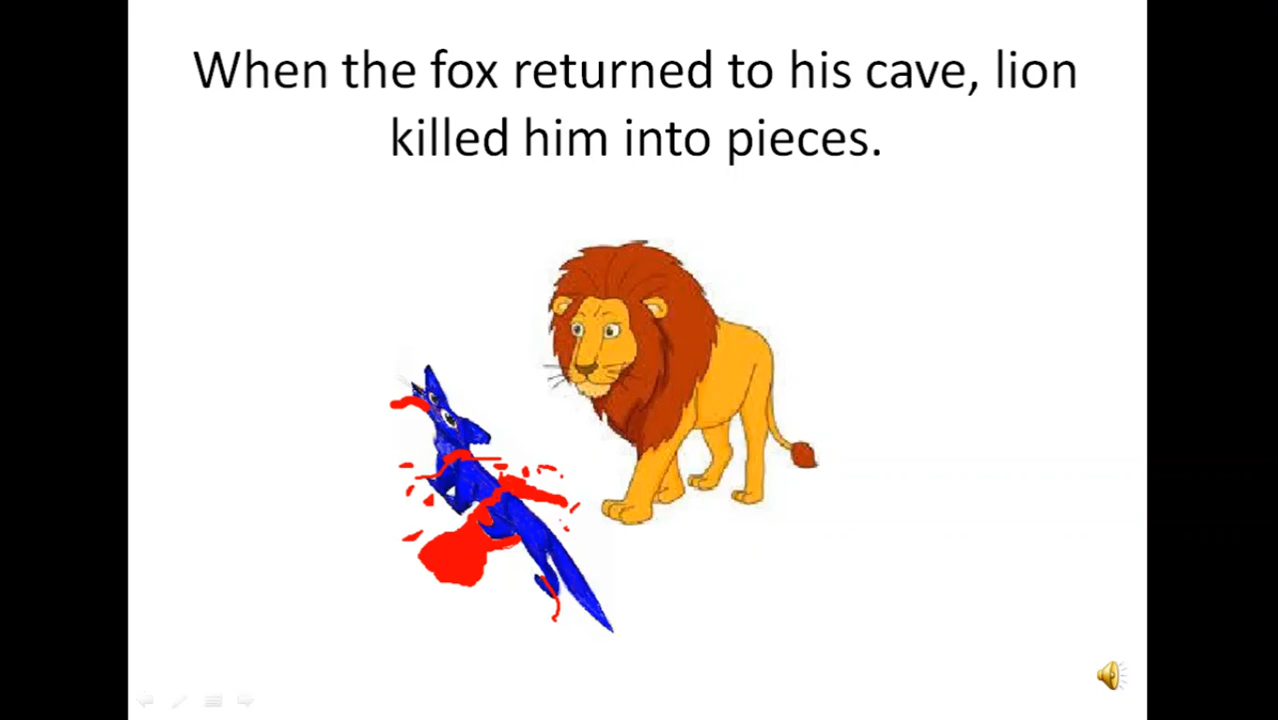 When the fox returned to his cave, lion
killed him into pieces.